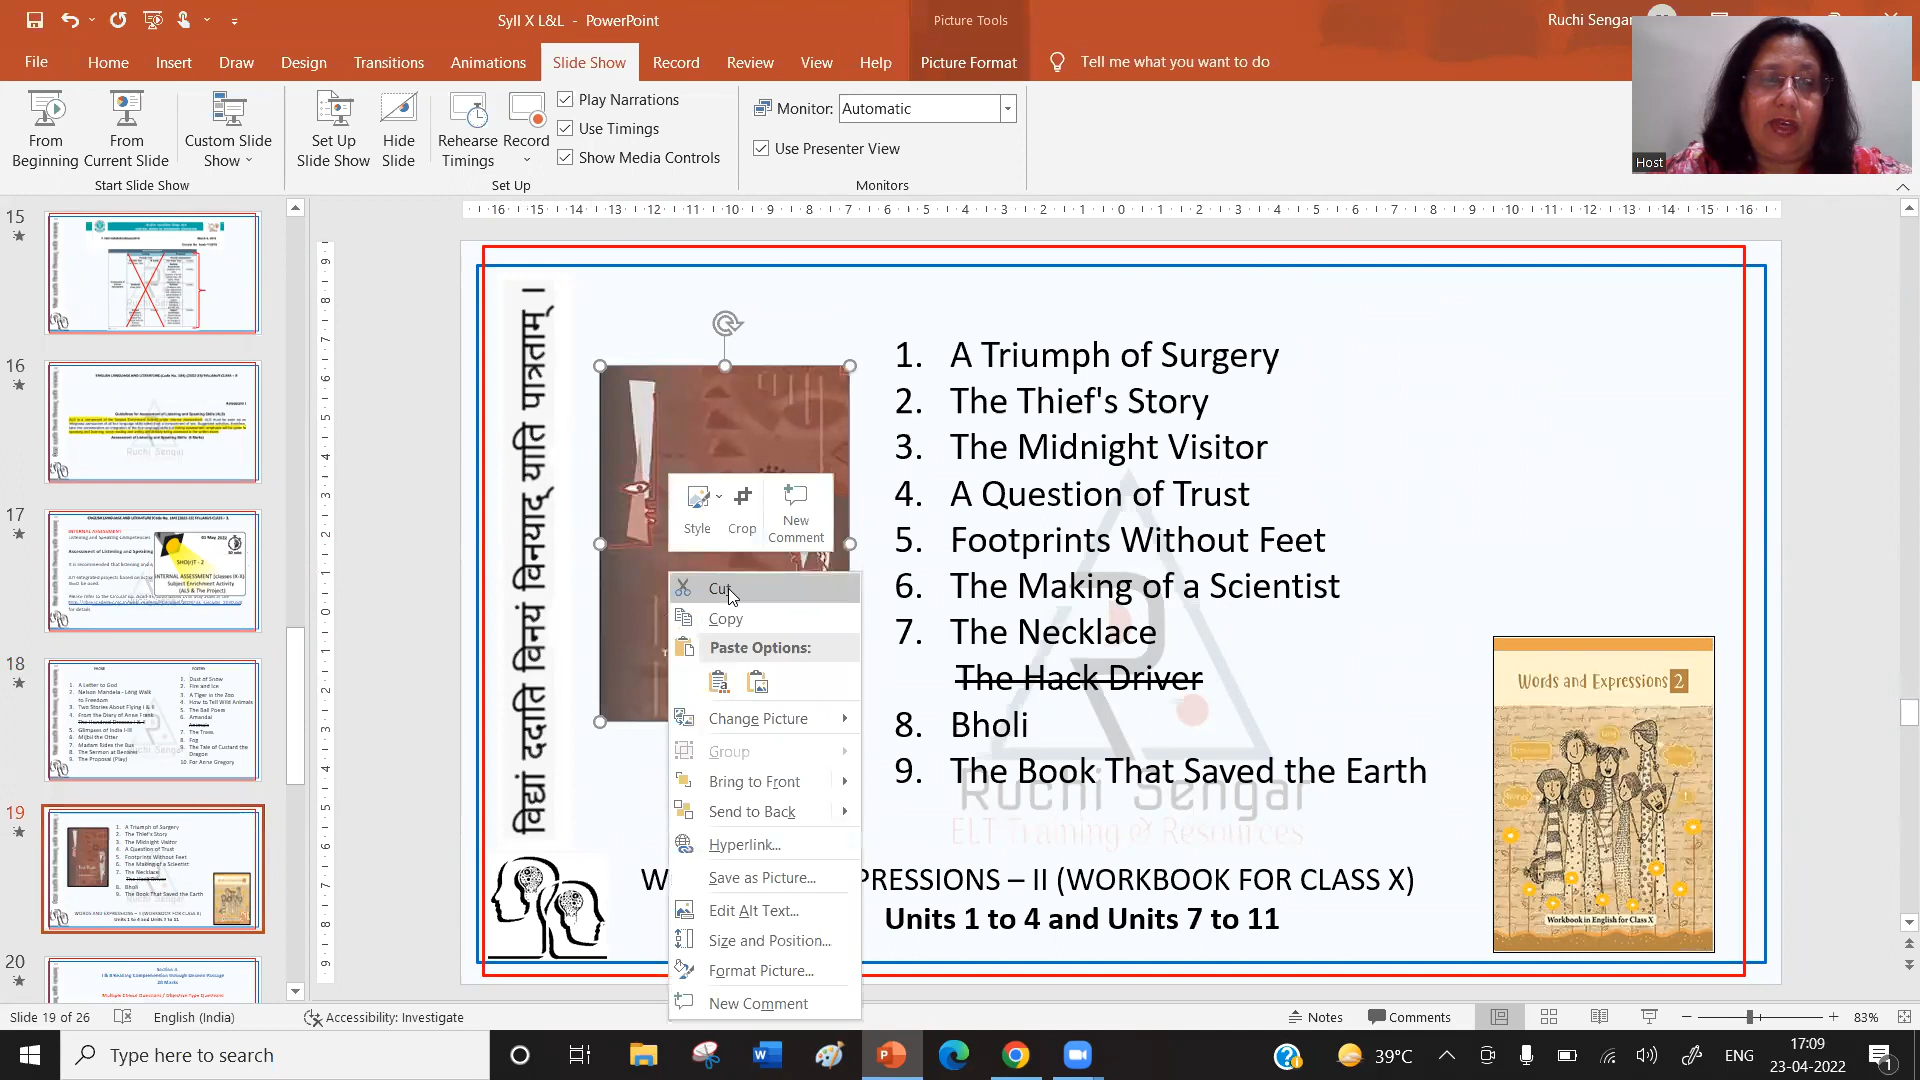 Syll X L&L - PowerPoint
Picture Tools
Ruchi Sengar
File
Home
Insert
Draw
Design
Transitions
Animations
Slide Show
Record
Review
View
Help
Picture Format
Tell me what you want to do
From Beginning
From Current Slide
Custom Slide Show
Start Slide Show
Set Up Slide Show
Hide Slide
Rehearse Timings
Record
Play Narrations
Use Timings
Show Media Controls
Set Up
Monitor: Automatic
Use Presenter View
Monitors
Host
15
16
17
18
19
20
विद्यां ददाति विनयं विनयाद् याति पात्रताम् ।
1. A Triumph of Surgery
2. The Thief's Story
3. The Midnight Visitor
4. A Question of Trust
5. Footprints Without Feet
6. The Making of a Scientist
7. The Necklace
The Hack Driver
8. Bholi
9. The Book That Saved the Earth
Ruchi Sengar
ELT Training & Resources
PRESSIONS – II (WORKBOOK FOR CLASS X)
Units 1 to 4 and Units 7 to 11
Words and Expressions 2
Workbook in English for Class X
Style
Crop
New Comment
Cut
Copy
Paste Options:
Change Picture
Group
Bring to Front
Send to Back
Hyperlink...
Save as Picture...
Edit Alt Text...
Size and Position...
Format Picture...
New Comment
Slide 19 of 26
English (India)
Accessibility: Investigate
Notes
Comments
83%
Type here to search
39°C
ENG
17:09
23-04-2022
1